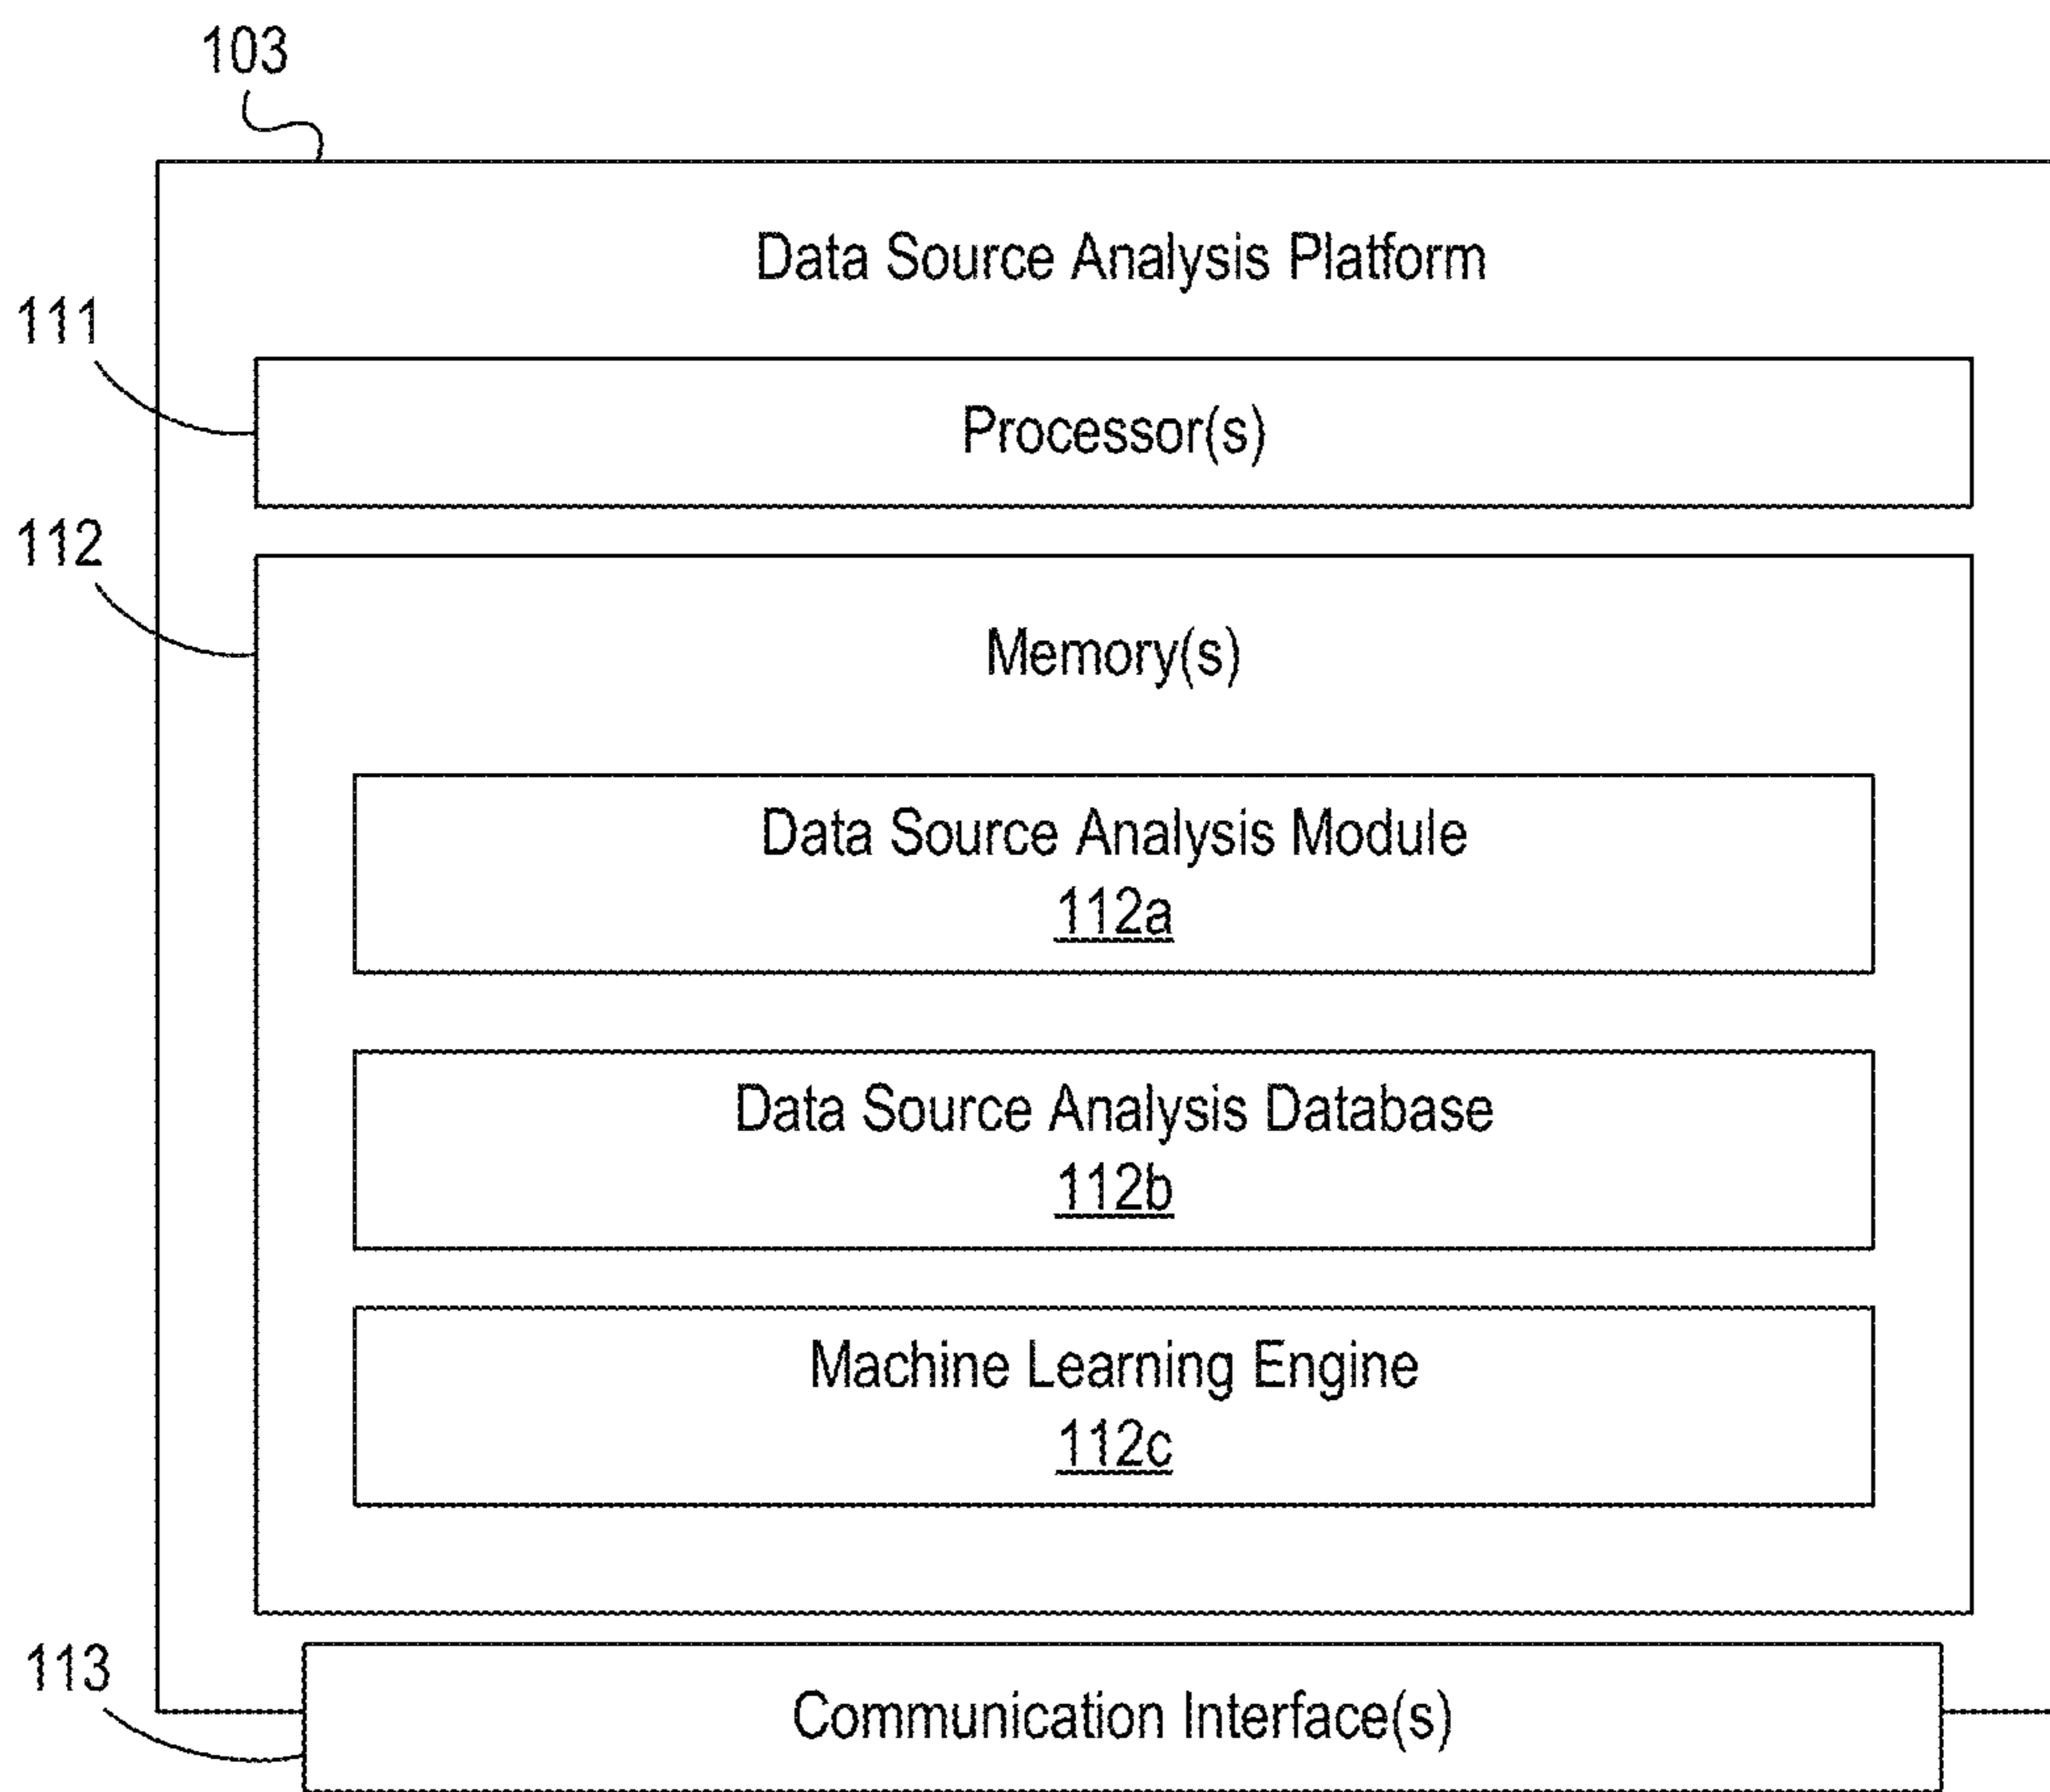 103
Data Source Analysis Platform
111
Processor(s)
112
Memory(s)
Data Source Analysis Module
112a
Data Source Analysis Database
112b
Machine Learning Engine
112c
113
Communication Interface(s)